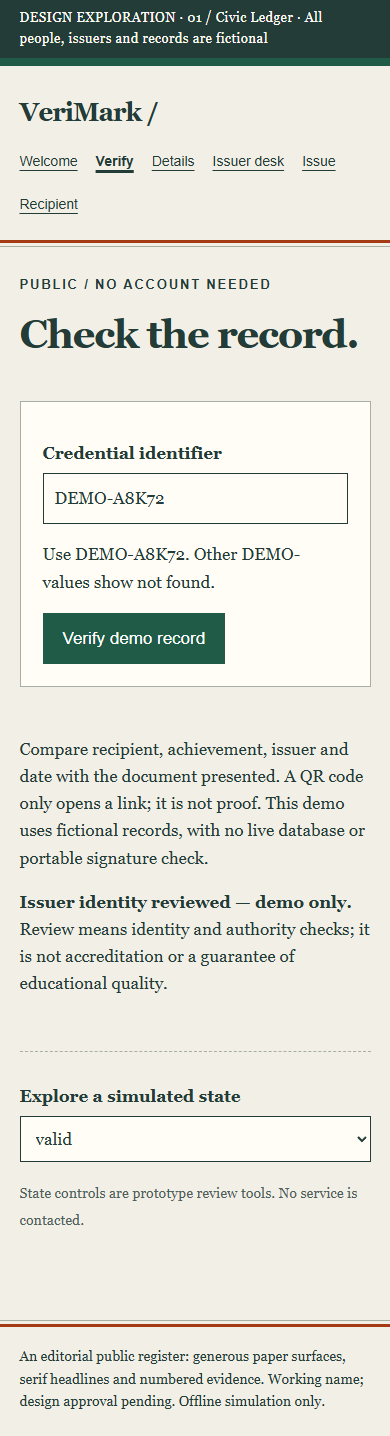 DESIGN EXPLORATION · 01 / Civic Ledger · All
people, issuers and records are fictional
VeriMark /
Welcome Verify Details Issuer desk Issue
Recipient
PUBLIC / NO ACCOUNT NEEDED
Check the record.
Credential identifier
DEMO-A8K72
Use DEMO-A8K72. Other DEMO-
values show not found.
Verify demo record
Compare recipient, achievement, issuer and
date with the document presented. A QR code
only opens a link; it is not proof. This demo
uses fictional records, with no live database or
portable signature check.
Issuer identity reviewed — demo only.
Review means identity and authority checks; it
is not accreditation or a guarantee of
educational quality.
Explore a simulated state
valid
State controls are prototype review tools. No service is
contacted.
An editorial public register: generous paper surfaces,
serif headlines and numbered evidence. Working name;
design approval pending. Offline simulation only.